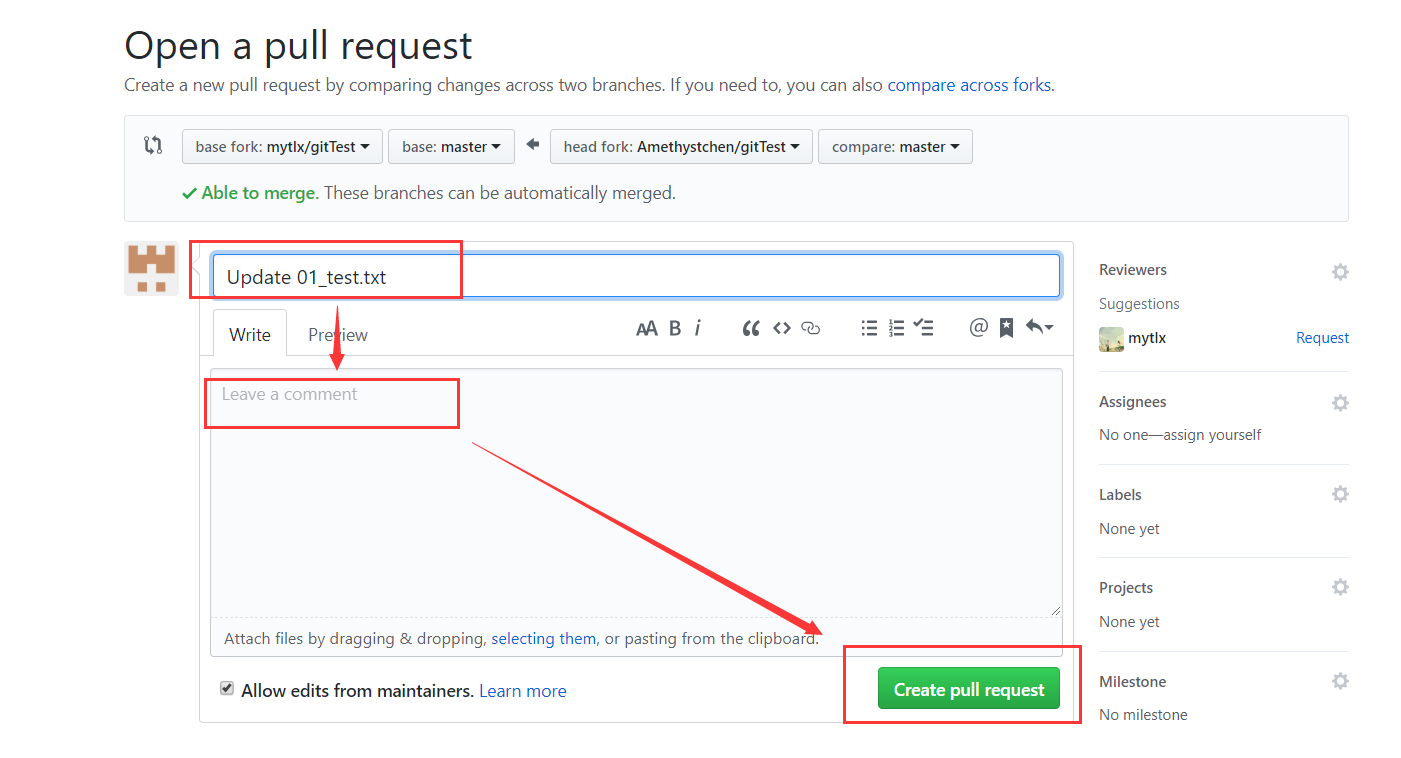 Open a pull request
Create a new pull request by comparing changes across two branches. If you need to, you can also compare across forks.
base fork: mytlx/gitTest base: master head fork: Amethystchen/gitTest compare: master
Able to merge. These branches can be automatically merged.
Update 01_test.txt
Write Preview AA B i @
Leave a comment
Attach files by dragging & dropping, selecting them, or pasting from the clipboard.
Allow edits from maintainers. Learn more
Create pull request
Reviewers
Suggestions
mytlx Request
Assignees
No one—assign yourself
Labels
None yet
Projects
None yet
Milestone
No milestone